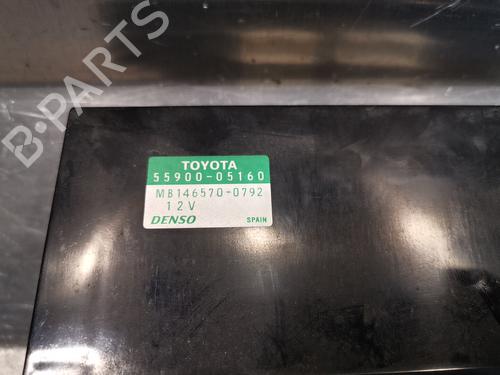 B-PARTS
TOYOTA
55900-05160
MB146570-0792
12V
DENSO SPAIN